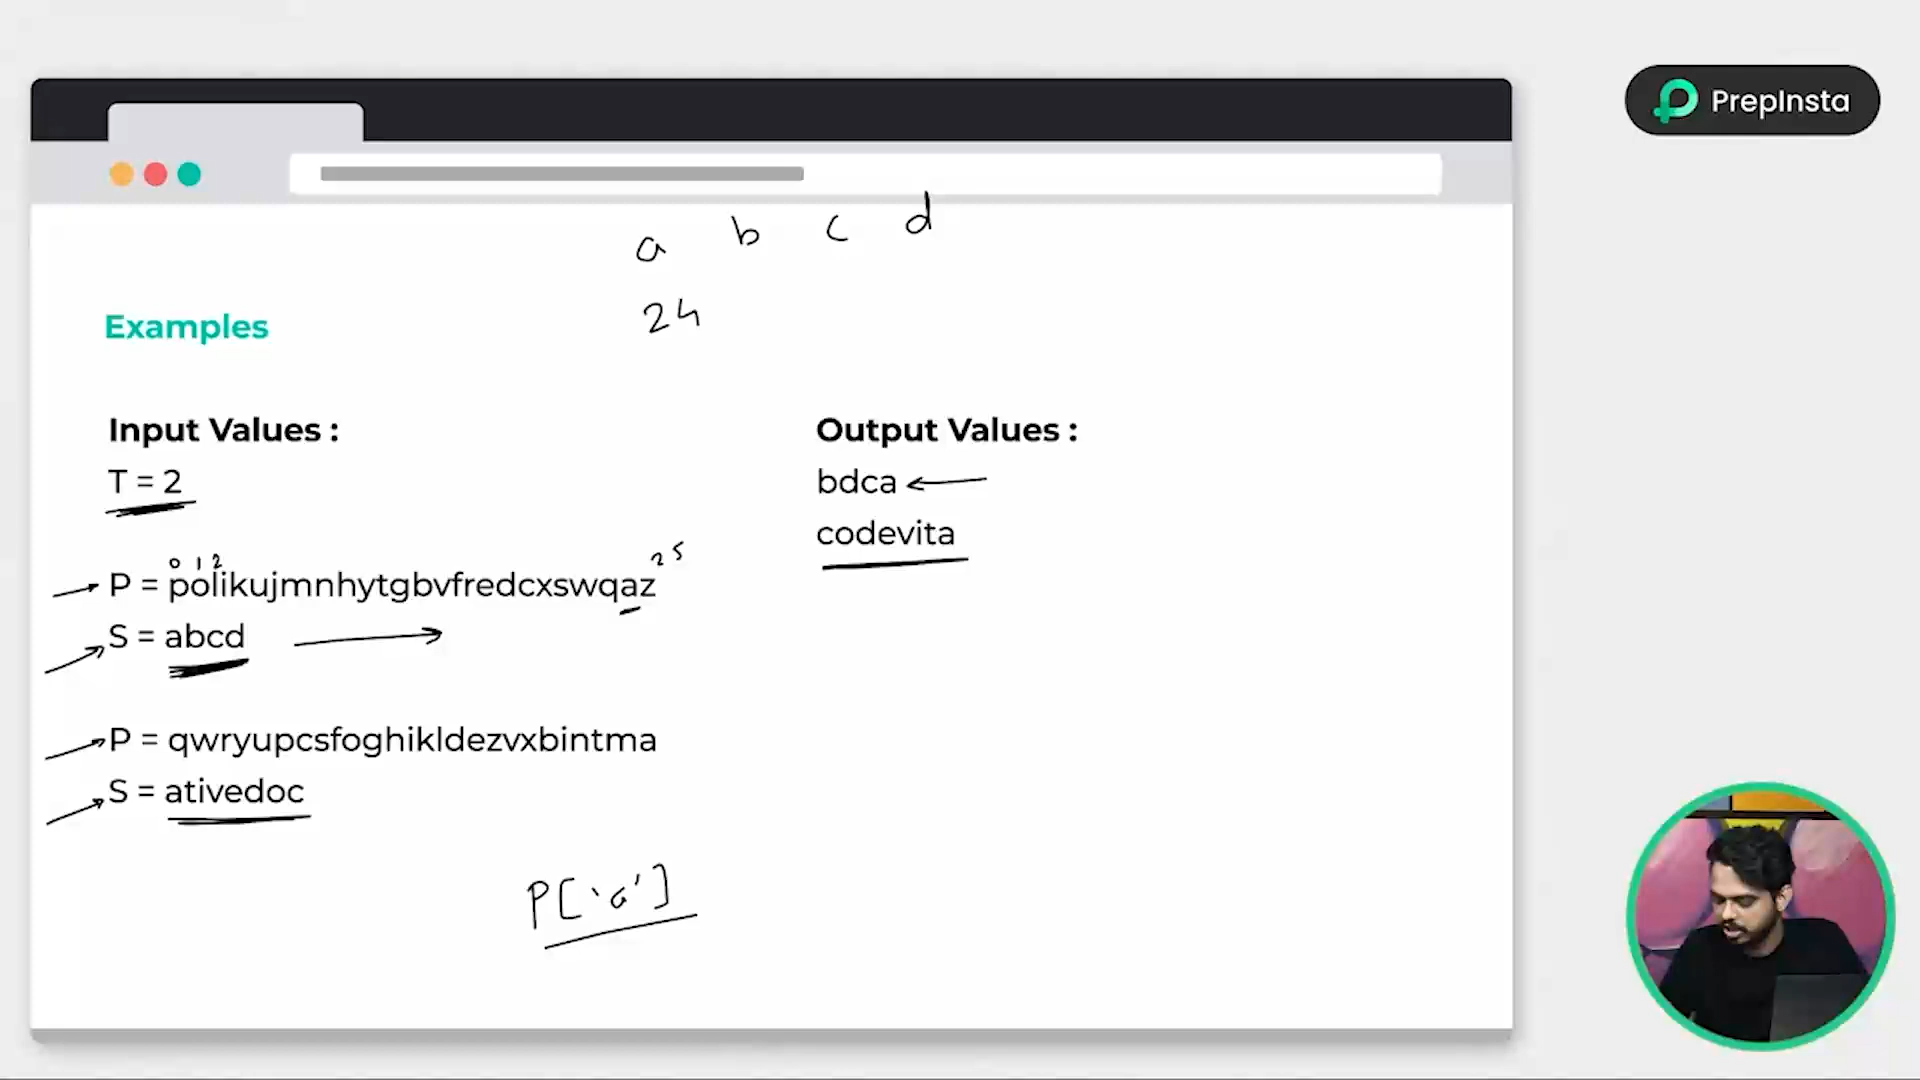 PrepInsta
a b c d
24
Examples
Input Values :
Output Values :
T = 2
bdca
codevita
0 1 2 25
P = polikujmnhytgbvfredcxswqaz
S = abcd
P = qwryupcsfoghikldezvxbintma
S = ativedoc
P['a']